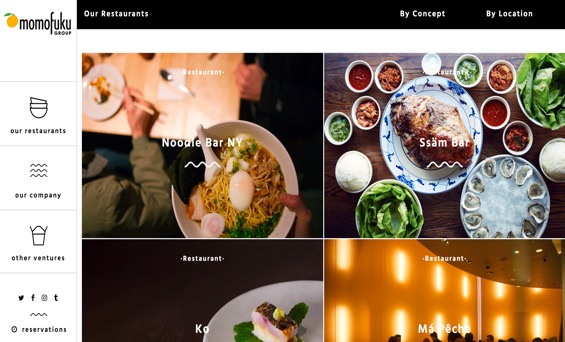 momofuku
GROUP
our restaurants
our company
other ventures
reservations
Our Restaurants
By Concept
By Location
·Restaurant·
Noodle Bar NY
·Restaurant·
Ssäm Bar
·Restaurant·
Ko
·Restaurant·
Má Pêche